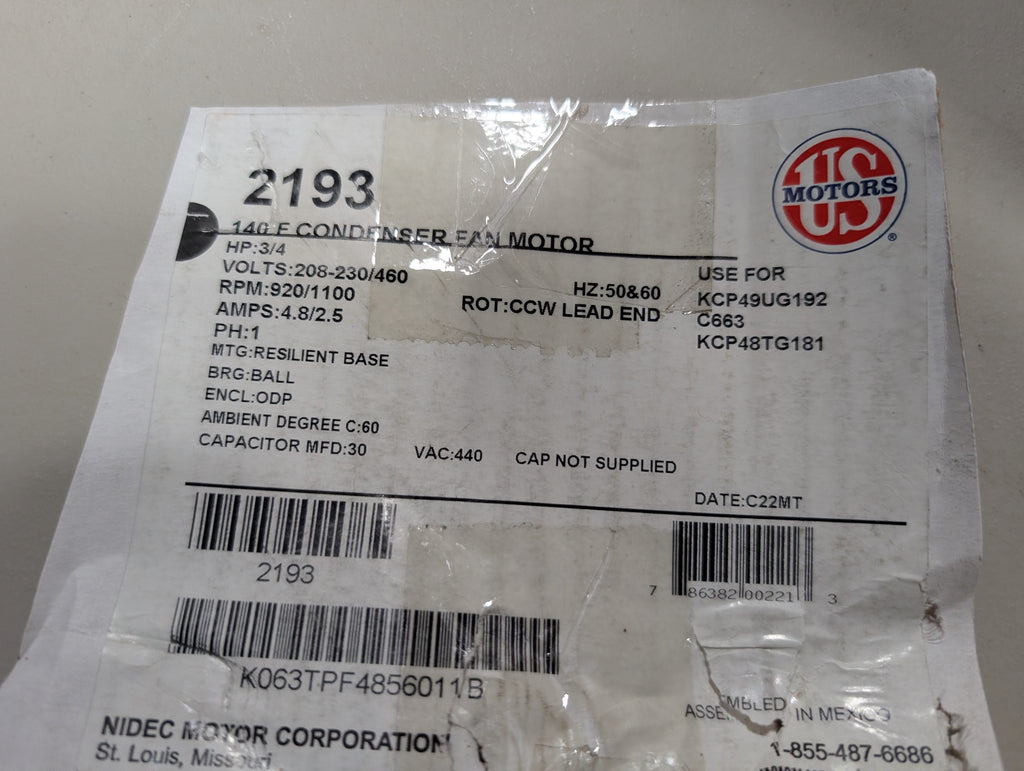 2193
US
MOTORS
®
140 F CONDENSER FAN MOTOR
HP:3/4
VOLTS:208-230/460
HZ:50&60
USE FOR
RPM:920/1100
ROT:CCW LEAD END
KCP49UG192
AMPS:4.8/2.5
C663
PH:1
KCP48TG181
MTG:RESILIENT BASE
BRG:BALL
ENCL:ODP
AMBIENT DEGREE C:60
CAPACITOR MFD:30 VAC:440 CAP NOT SUPPLIED
DATE:C22MT
2193
7 86382 00221 3
K063TPF4856011B
ASSEMBLED IN MEXICO
NIDEC MOTOR CORPORATION
St. Louis, Missouri
1-855-487-6686